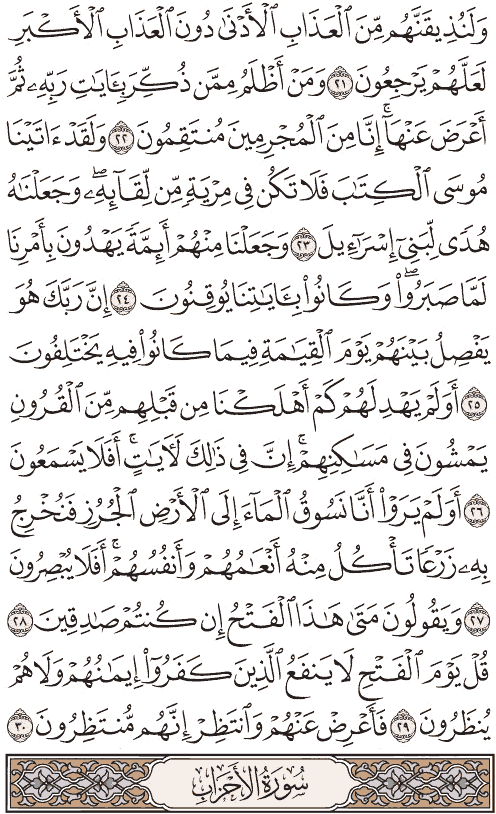 وَلَنُذِيقَنَّهُم مِّنَ ٱلْعَذَابِ ٱلْأَدْنَىٰ دُونَ ٱلْعَذَابِ ٱلْأَكْبَرِ
لَعَلَّهُمْ يَرْجِعُونَ ٢١ وَمَنْ أَظْلَمُ مِمَّن ذُكِّرَ بِـَٔايَٰتِ رَبِّهِۦ ثُمَّ
أَعْرَضَ عَنْهَآ ۚ إِنَّا مِنَ ٱلْمُجْرِمِينَ مُنتَقِمُونَ ٢٢ وَلَقَدْ ءَاتَيْنَا
مُوسَى ٱلْكِتَٰبَ فَلَا تَكُن فِى مِرْيَةٍ مِّن لِّقَآئِهِۦ ۖ وَجَعَلْنَٰهُ
هُدًى لِّبَنِىٓ إِسْرَٰٓءِيلَ ٢٣ وَجَعَلْنَا مِنْهُمْ أَئِمَّةً يَهْدُونَ بِأَمْرِنَا
لَمَّا صَبَرُوا۟ ۖ وَكَانُوا۟ بِـَٔايَٰتِنَا يُوقِنُونَ ٢٤ إِنَّ رَبَّكَ هُوَ
يَفْصِلُ بَيْنَهُمْ يَوْمَ ٱلْقِيَٰمَةِ فِيمَا كَانُوا۟ فِيهِ يَخْتَلِفُونَ
٢٥ أَوَلَمْ يَهْدِ لَهُمْ كَمْ أَهْلَكْنَا مِن قَبْلِهِم مِّنَ ٱلْقُرُونِ
يَمْشُونَ فِى مَسَٰكِنِهِمْ ۚ إِنَّ فِى ذَٰلِكَ لَـَٔايَٰتٍ ۖ أَفَلَا يَسْمَعُونَ
٢٦ أَوَلَمْ يَرَوْا۟ أَنَّا نَسُوقُ ٱلْمَآءَ إِلَى ٱلْأَرْضِ ٱلْجُرُزِ فَنُخْرِجُ
بِهِۦ زَرْعًا تَأْكُلُ مِنْهُ أَنْعَٰمُهُمْ وَأَنفُسُهُمْ ۖ أَفَلَا يُبْصِرُونَ
٢٧ وَيَقُولُونَ مَتَىٰ هَٰذَا ٱلْفَتْحُ إِن كُنتُمْ صَٰدِقِينَ ٢٨
قُلْ يَوْمَ ٱلْفَتْحِ لَا يَنفَعُ ٱلَّذِينَ كَفَرُوٓا۟ إِيمَٰنُهُمْ وَلَا هُمْ
يُنظَرُونَ ٢٩ فَأَعْرِضْ عَنْهُمْ وَٱنتَظِرْ إِنَّهُم مُّنتَظِرُونَ ٣٠
سُورَةُ الأَحْزَابِ